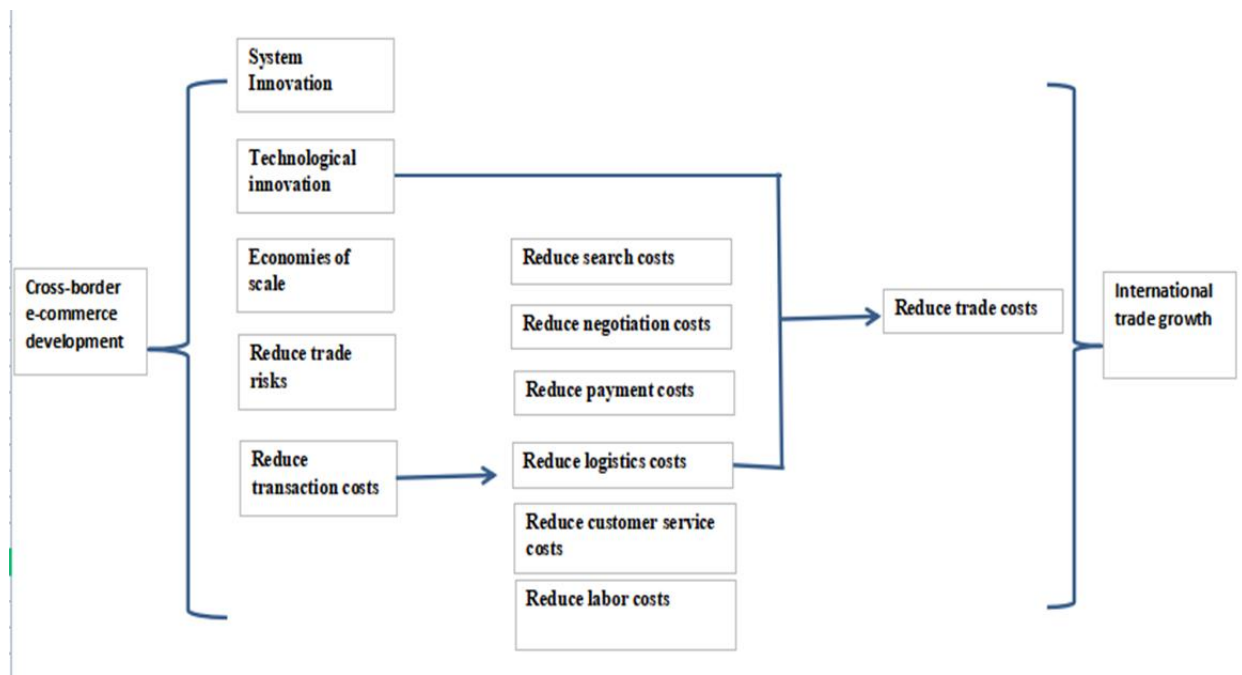 Cross-border
e-commerce
development
System
Innovation
Technological
innovation
Economies of
scale
Reduce trade
risks
Reduce
transaction costs
Reduce search costs
Reduce negotiation costs
Reduce payment costs
Reduce logistics costs
Reduce customer service
costs
Reduce labor costs
Reduce trade costs
International
trade growth